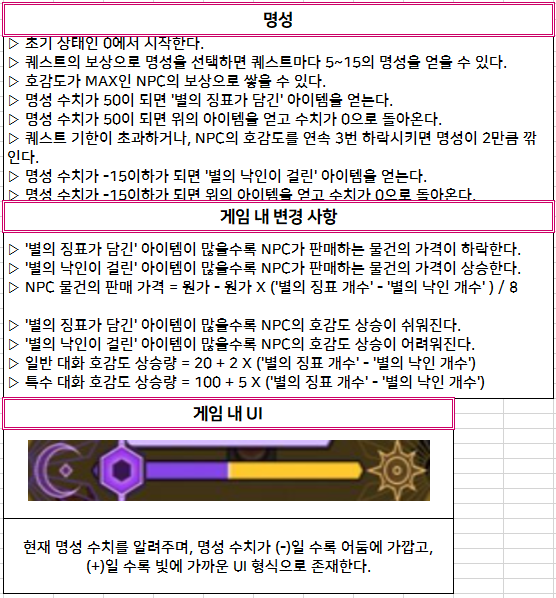 명성
▷ 초기 상태인 0에서 시작한다.
▷ 퀘스트의 보상으로 명성을 선택하면 퀘스트마다 5~15의 명성을 얻을 수 있다.
▷ 호감도가 MAX인 NPC의 보상으로 쌓을 수 있다.
▷ 명성 수치가 50이 되면 '별의 징표가 담긴' 아이템을 얻는다.
▷ 명성 수치가 50이 되면 위의 아이템을 얻고 수치가 0으로 돌아온다.
▷ 퀘스트 기한이 초과하거나, NPC의 호감도를 연속 3번 하락시키면 명성이 2만큼 깎
인다.
▷ 명성 수치가 -15이하가 되면 '별의 낙인이 걸린' 아이템을 얻는다.
▷ 명성 수치가 -15이하가 되면 위의 아이템을 얻고 수치가 0으로 돌아온다.
게임 내 변경 사항
▷ '별의 징표가 담긴' 아이템이 많을수록 NPC가 판매하는 물건의 가격이 하락한다.
▷ '별의 낙인이 걸린' 아이템이 많을수록 NPC가 판매하는 물건의 가격이 상승한다.
▷ NPC 물건의 판매 가격 = 원가 - 원가 X ('별의 징표 개수' - '별의 낙인 개수' ) / 8
▷ '별의 징표가 담긴' 아이템이 많을수록 NPC의 호감도 상승이 쉬워진다.
▷ '별의 낙인이 걸린' 아이템이 많을수록 NPC의 호감도 상승이 어려워진다.
▷ 일반 대화 호감도 상승량 = 20 + 2 X ('별의 징표 개수' - '별의 낙인 개수')
▷ 특수 대화 호감도 상승량 = 100 + 5 X ('별의 징표 개수' - '별의 낙인 개수')
게임 내 UI
현재 명성 수치를 알려주며, 명성 수치가 (-)일 수록 어둠에 가깝고,
(+)일 수록 빛에 가까운 UI 형식으로 존재한다.